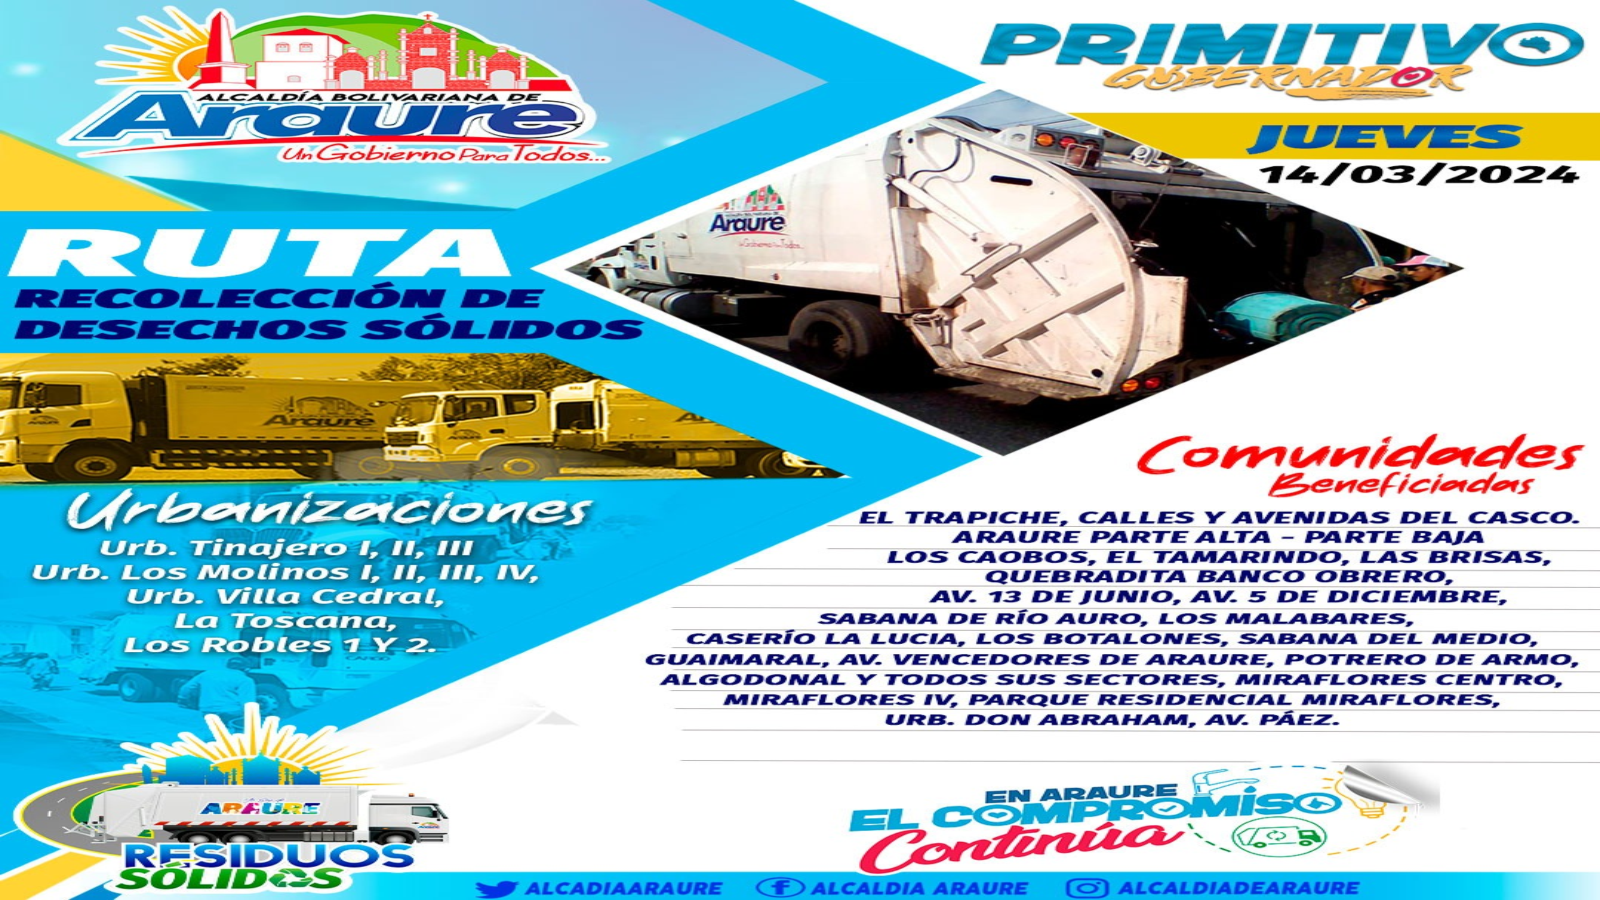 ALCALDÍA BOLIVARIANA DE
Araure
Un Gobierno Para Todos...
PRIMITIVO
GOBERNADOR
JUEVES
14/03/2024
RUTA
RECOLECCIÓN DE
DESECHOS SÓLIDOS
Araure
Un Gobierno Para Todos...
Araure
Araure
Urbanizaciones
Urb. Tinajero I, II, III
Urb. Los Molinos I, II, III, IV,
Urb. Villa Cedral,
La Toscana,
Los Robles 1 Y 2.
Comunidades
Beneficiadas
EL TRAPICHE, CALLES Y AVENIDAS DEL CASCO.
ARAURE PARTE ALTA - PARTE BAJA
LOS CAOBOS, EL TAMARINDO, LAS BRISAS,
QUEBRADITA BANCO OBRERO,
AV. 13 DE JUNIO, AV. 5 DE DICIEMBRE,
SABANA DE RÍO AURO, LOS MALABARES,
CASERÍO LA LUCIA, LOS BOTALONES, SABANA DEL MEDIO,
GUAIMARAL, AV. VENCEDORES DE ARAURE, POTRERO DE ARMO,
ALGODONAL Y TODOS SUS SECTORES, MIRAFLORES CENTRO,
MIRAFLORES IV, PARQUE RESIDENCIAL MIRAFLORES,
URB. DON ABRAHAM, AV. PÁEZ.
ARAURE
RESIDUOS
SÓLIDOS
EN ARAURE
EL COMPROMISO
Continúa
ALCADIAARAURE
ALCALDIA ARAURE
ALCALDIADEARAURE